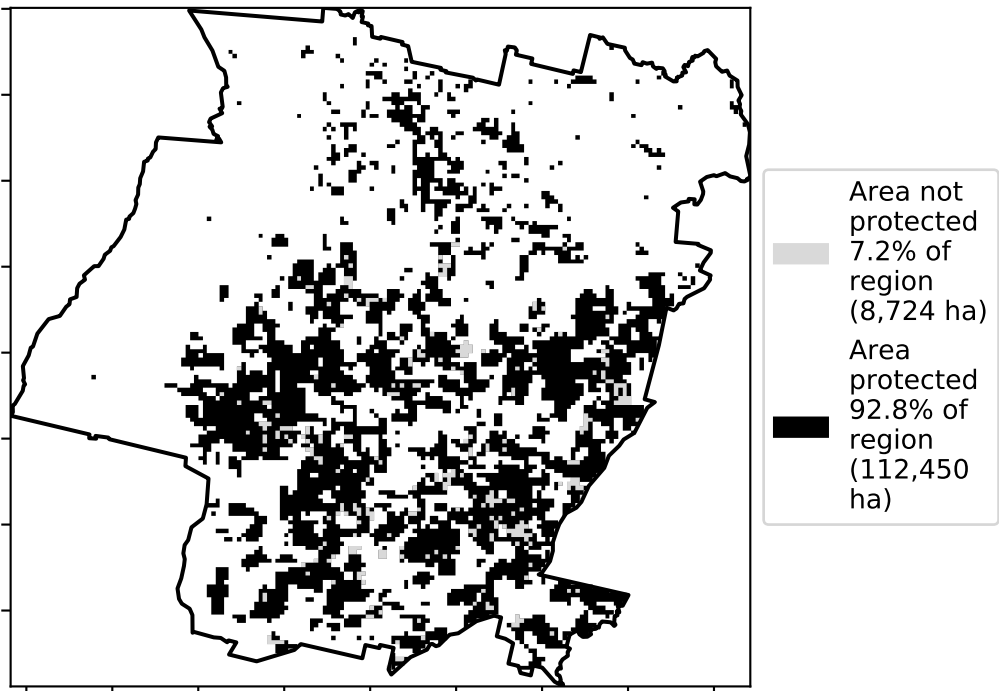 Area not
protected
7.2% of
region
(8,724 ha)
Area
protected
92.8% of
region
(112,450
ha)